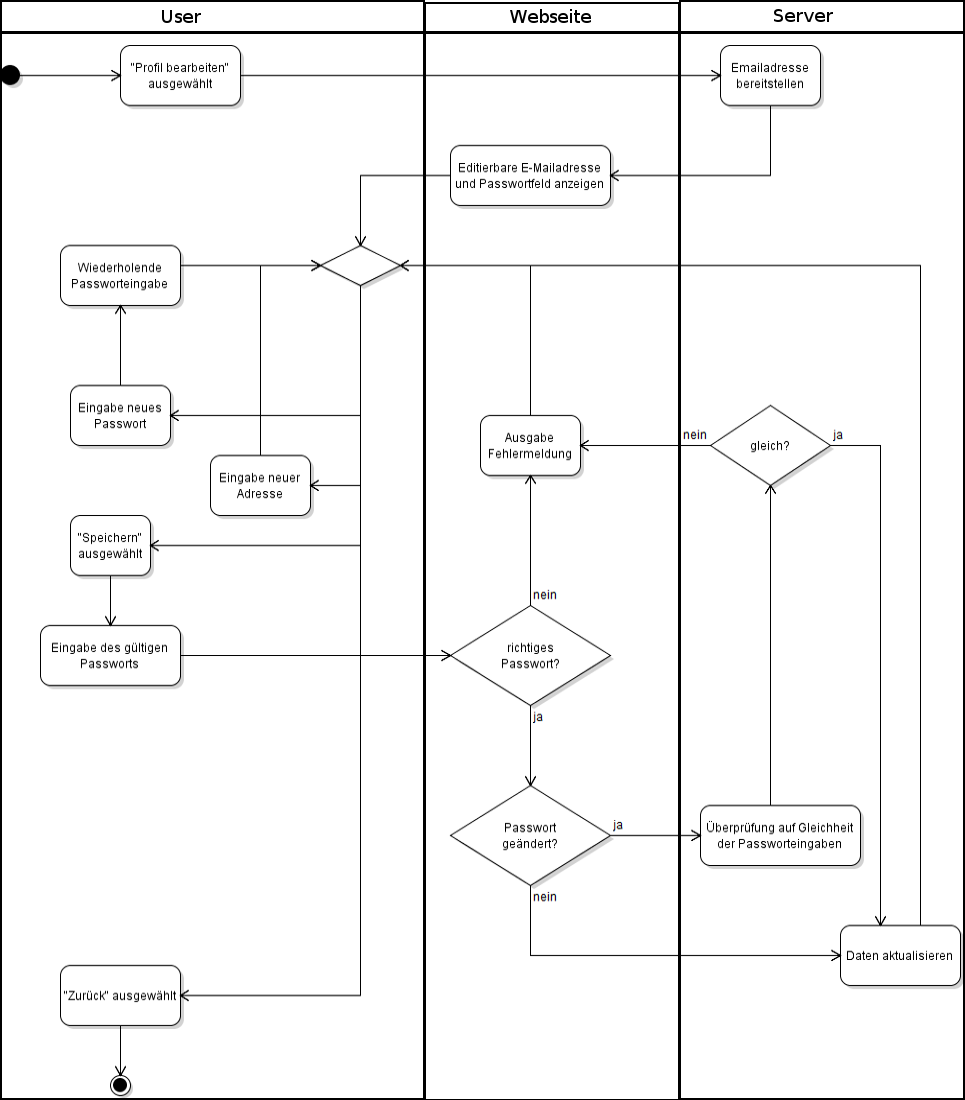 User
Webseite
Server
"Profil bearbeiten"
ausgewählt
Emailadresse
bereitstellen
Editierbare E-Mailadresse
und Passwortfeld anzeigen
Wiederholende
Passworteingabe
Eingabe neues
Passwort
Eingabe neuer
Adresse
"Speichern"
ausgewählt
Eingabe des gültigen
Passworts
Ausgabe
Fehlermeldung
nein
gleich?
ja
nein
richtiges
Passwort?
ja
Passwort
geändert?
ja
nein
Überprüfung auf Gleichheit
der Passworteingaben
Daten aktualisieren
"Zurück" ausgewählt